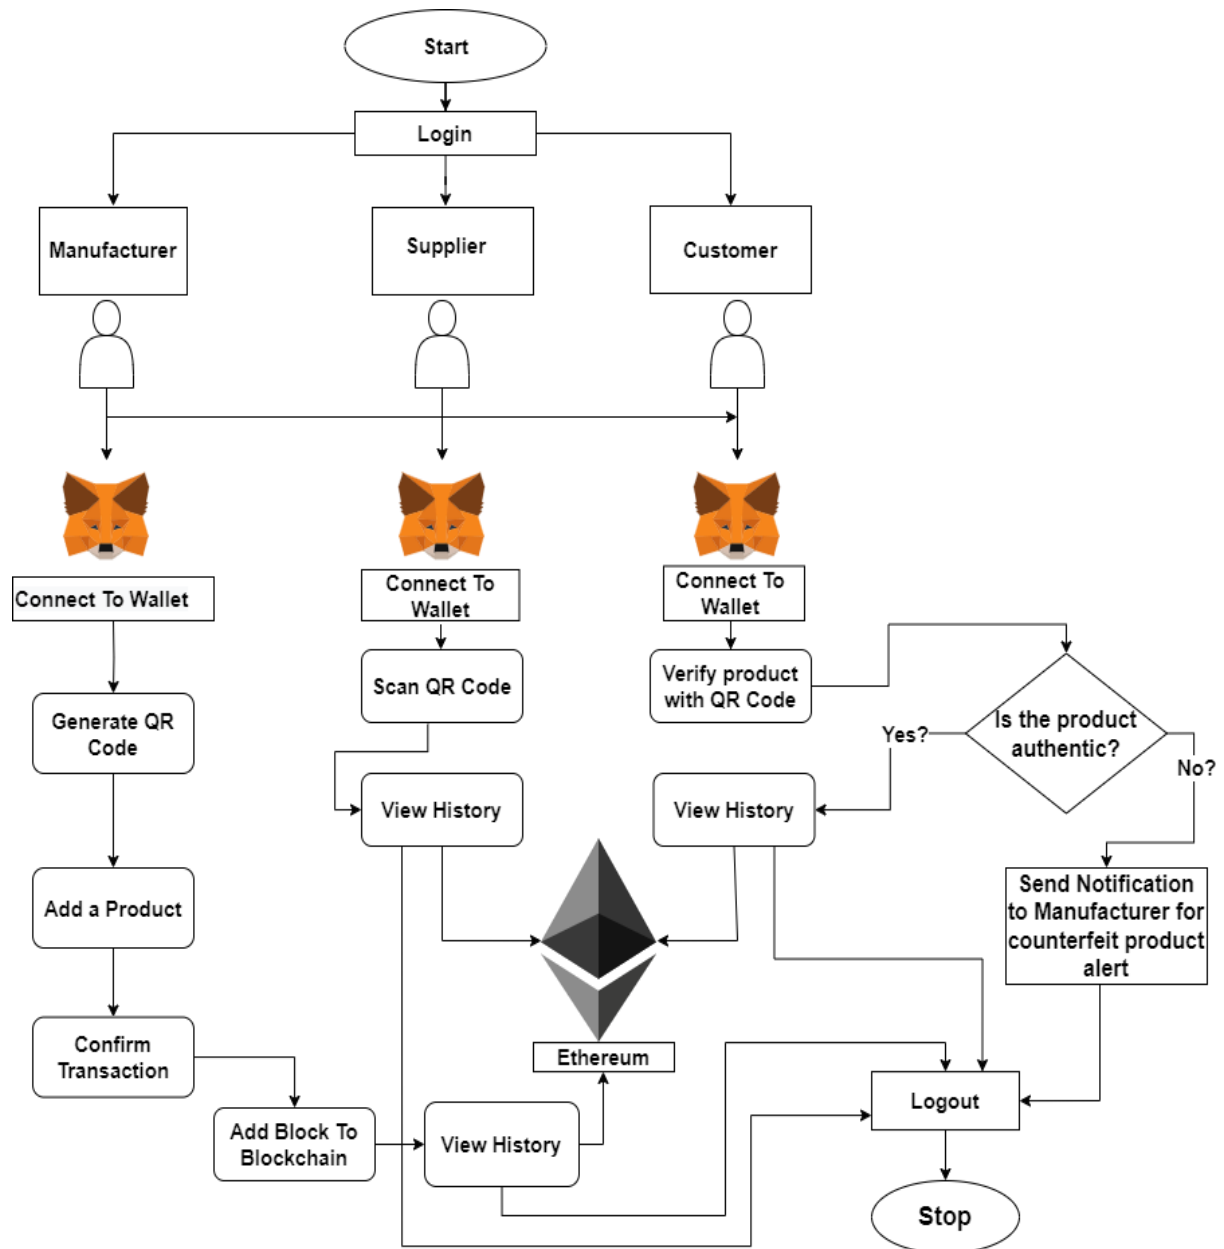 Start
Login
Manufacturer
Supplier
Customer
Connect To Wallet
Connect To
Wallet
Connect To
Wallet
Generate QR
Code
Scan QR Code
Verify product
with QR Code
Is the product
authentic?
Yes?
No?
View History
View History
Add a Product
Send Notification
to Manufacturer for
counterfeit product
alert
Confirm
Transaction
Ethereum
Add Block To
Blockchain
View History
Logout
Stop